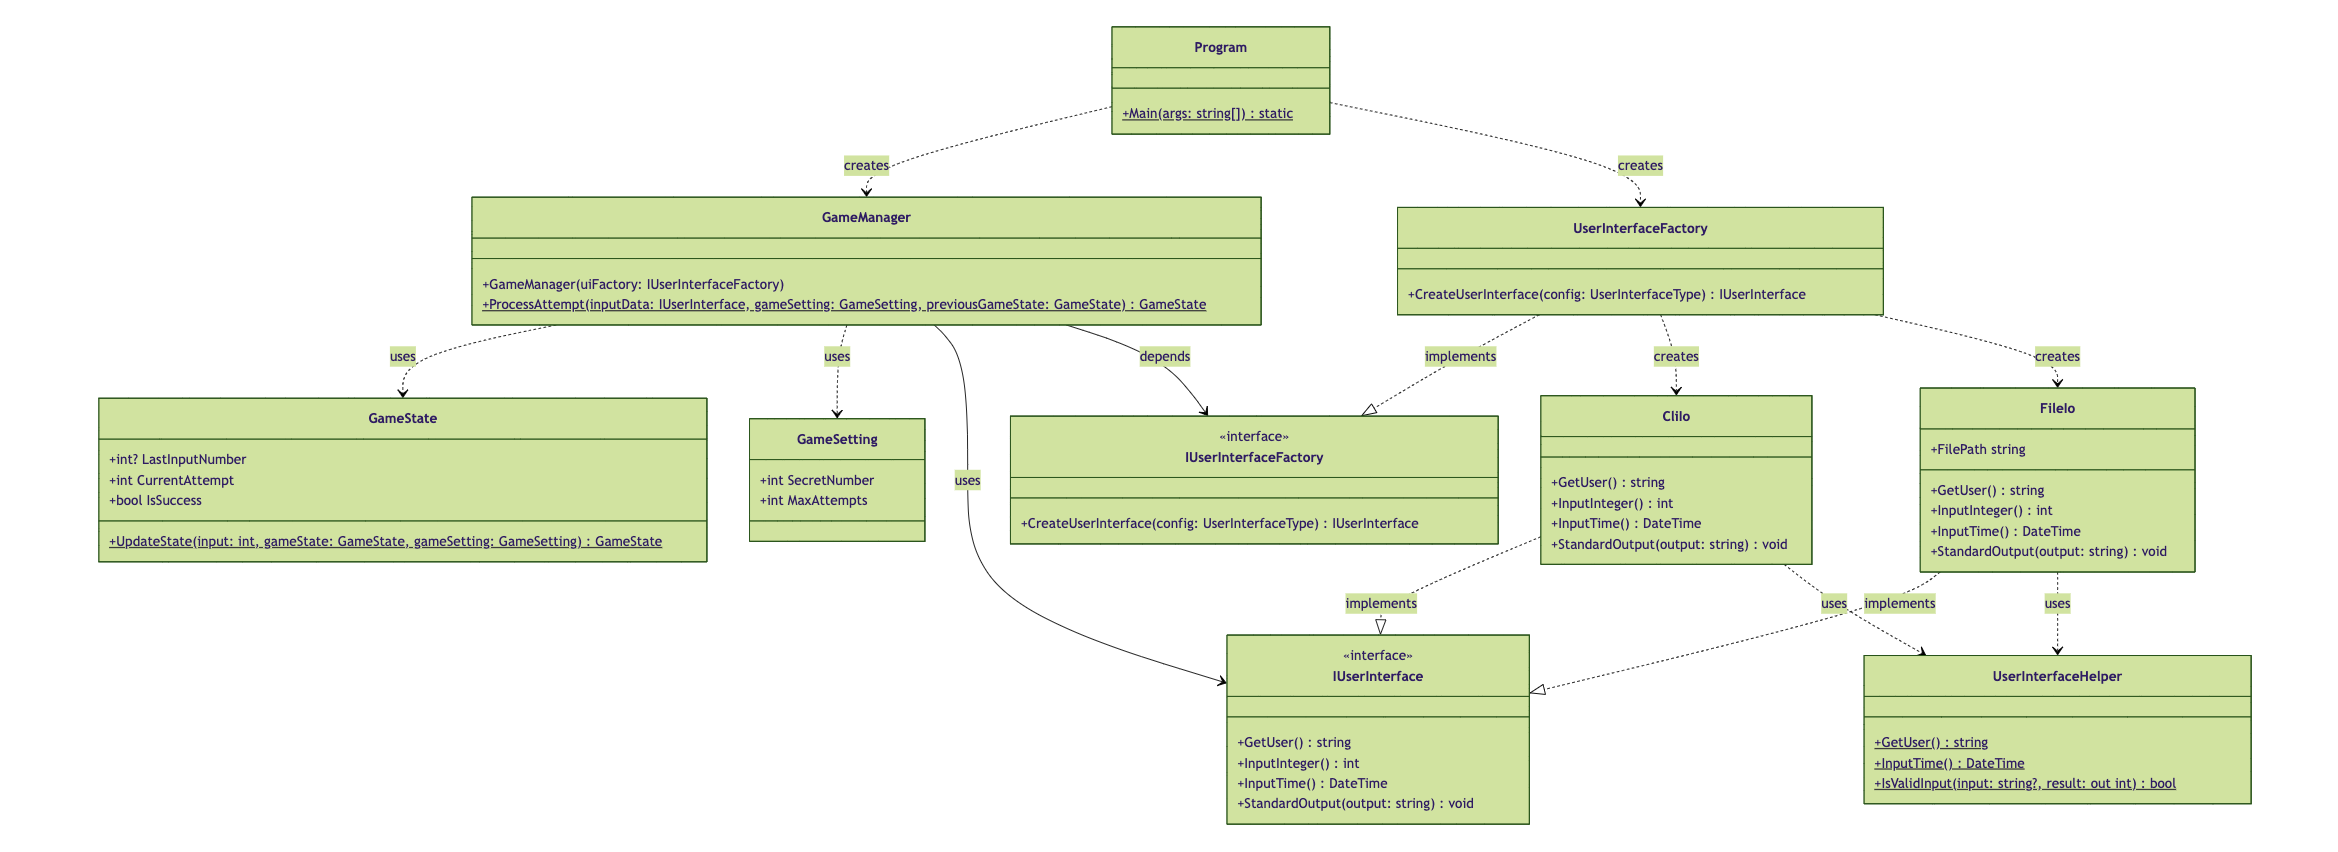 Program
+Main(args: string[]) : static
creates
creates
GameManager
+GameManager(uiFactory: IUserInterfaceFactory)
+ProcessAttempt(inputData: IUserInterface, gameSetting: GameSetting, previousGameState: GameState) : GameState
UserInterfaceFactory
+CreateUserInterface(config: UserInterfaceType) : IUserInterface
uses
uses
depends
implements
creates
creates
GameState
+int? LastInputNumber
+int CurrentAttempt
+bool IsSuccess
+UpdateState(input: int, gameState: GameState, gameSetting: GameSetting) : GameState
GameSetting
+int SecretNumber
+int MaxAttempts
uses
«interface»
IUserInterfaceFactory
+CreateUserInterface(config: UserInterfaceType) : IUserInterface
CliIo
+GetUser() : string
+InputInteger() : int
+InputTime() : DateTime
+StandardOutput(output: string) : void
FileIo
+FilePath string
+GetUser() : string
+InputInteger() : int
+InputTime() : DateTime
+StandardOutput(output: string) : void
implements
uses
implements
uses
«interface»
IUserInterface
+GetUser() : string
+InputInteger() : int
+InputTime() : DateTime
+StandardOutput(output: string) : void
UserInterfaceHelper
+GetUser() : string
+InputTime() : DateTime
+IsValidInput(input: string?, result: out int) : bool